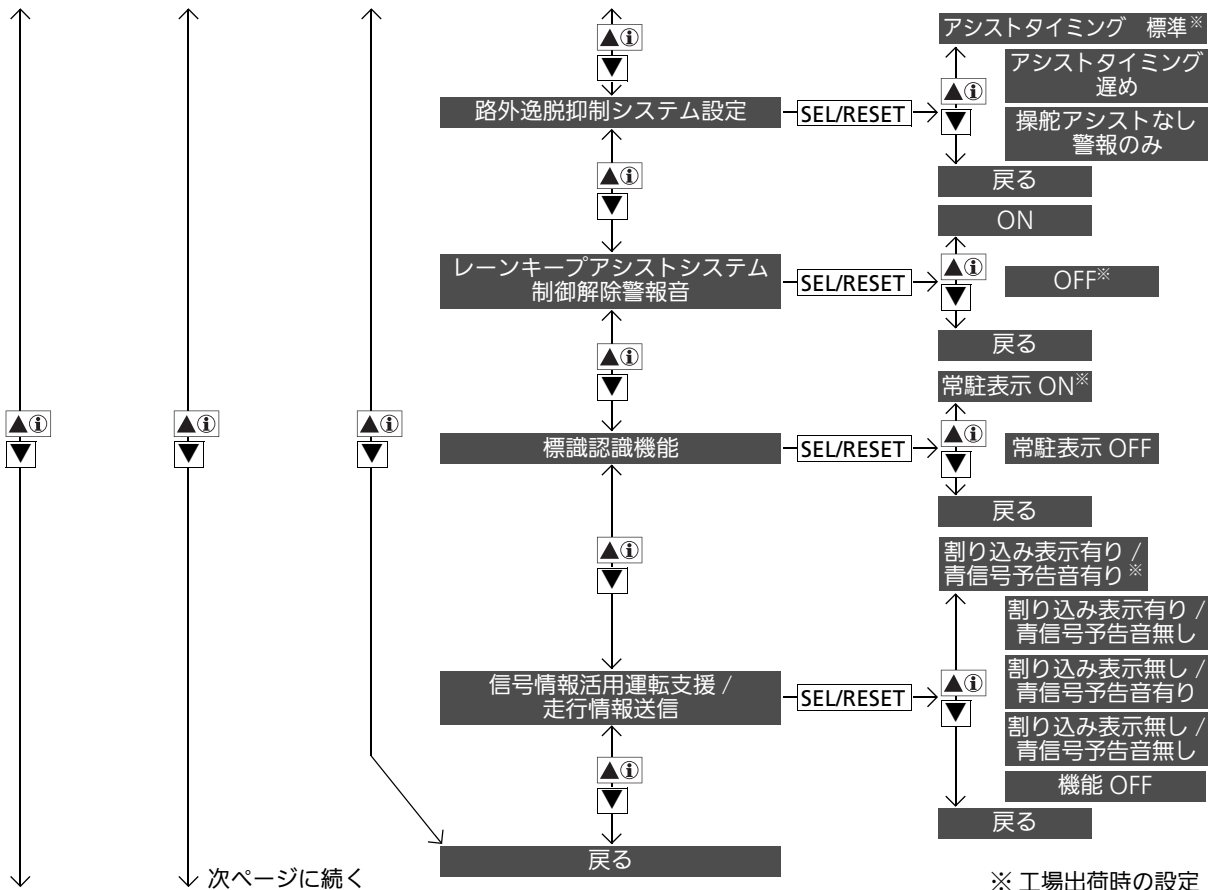 アシストタイミング　標準※
アシストタイミング
遅め
操舵アシストなし
警報のみ
戻る
▲ⓘ
▼
路外逸脱抑制システム設定
SEL/RESET
▲ⓘ
▼
▲ⓘ
▼
ON
OFF※
戻る
レーンキープアシストシステム
制御解除警報音
SEL/RESET
▲ⓘ
▼
▲ⓘ
▼
常駐表示 ON※
常駐表示 OFF
戻る
▲ⓘ
▼
▲ⓘ
▼
▲ⓘ
▼
標識認識機能
SEL/RESET
▲ⓘ
▼
▲ⓘ
▼
割り込み表示有り /
青信号予告音有り※
割り込み表示有り /
青信号予告音無し
割り込み表示無し /
青信号予告音有り
割り込み表示無し /
青信号予告音無し
機能 OFF
戻る
信号情報活用運転支援 /
走行情報送信
SEL/RESET
▲ⓘ
▼
▲ⓘ
▼
戻る
次ページに続く
※ 工場出荷時の設定